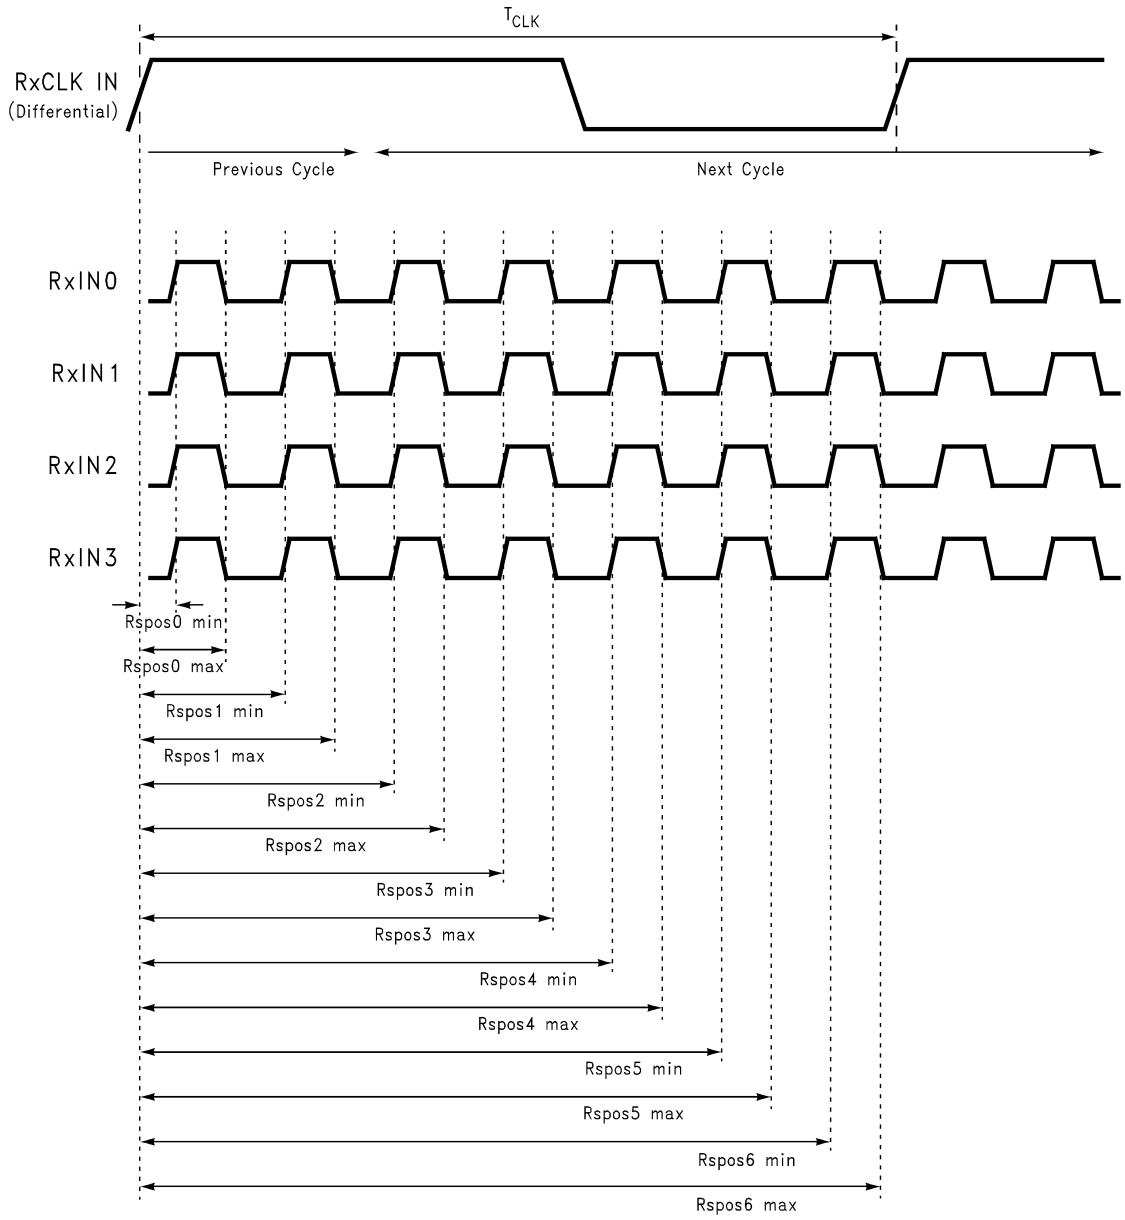 TCLK
RxCLK IN
(Differential)
Previous Cycle
Next Cycle
RxIN0
RxIN1
RxIN2
RxIN3
Rspos0 min
Rspos0 max
Rspos1 min
Rspos1 max
Rspos2 min
Rspos2 max
Rspos3 min
Rspos3 max
Rspos4 min
Rspos4 max
Rspos5 min
Rspos5 max
Rspos6 min
Rspos6 max